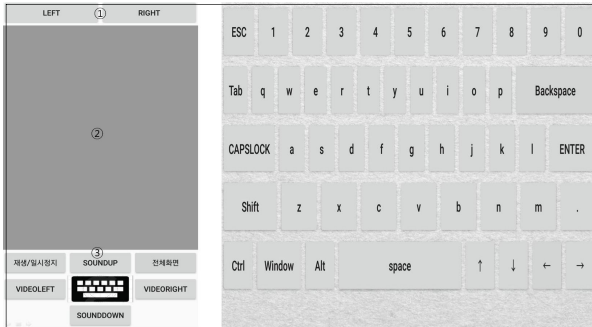 LEFT ① RIGHT
②
③
재생/일시정지 SOUNDUP 전체화면
VIDEOLEFT VIDEORIGHT
SOUNDDOWN
ESC 1 2 3 4 5 6 7 8 9 0
Tab q w e r t y u i o p Backspace
CAPSLOCK a s d f g h j k l ENTER
Shift z x c v b n m .
Ctrl Window Alt space ↑ ↓ ← →